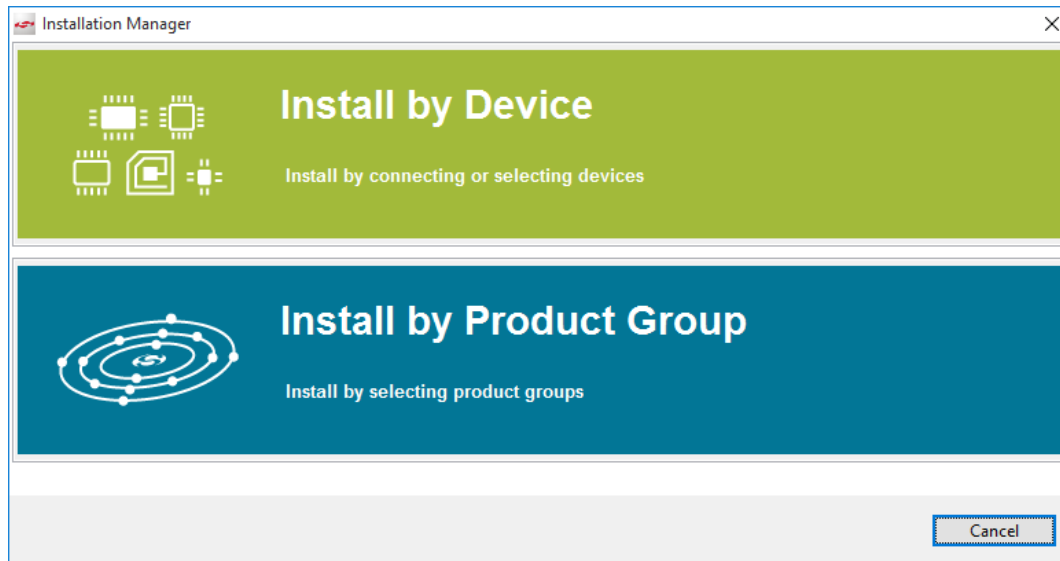 Installation Manager
Install by Device
Install by connecting or selecting devices
Install by Product Group
Install by selecting product groups
Cancel